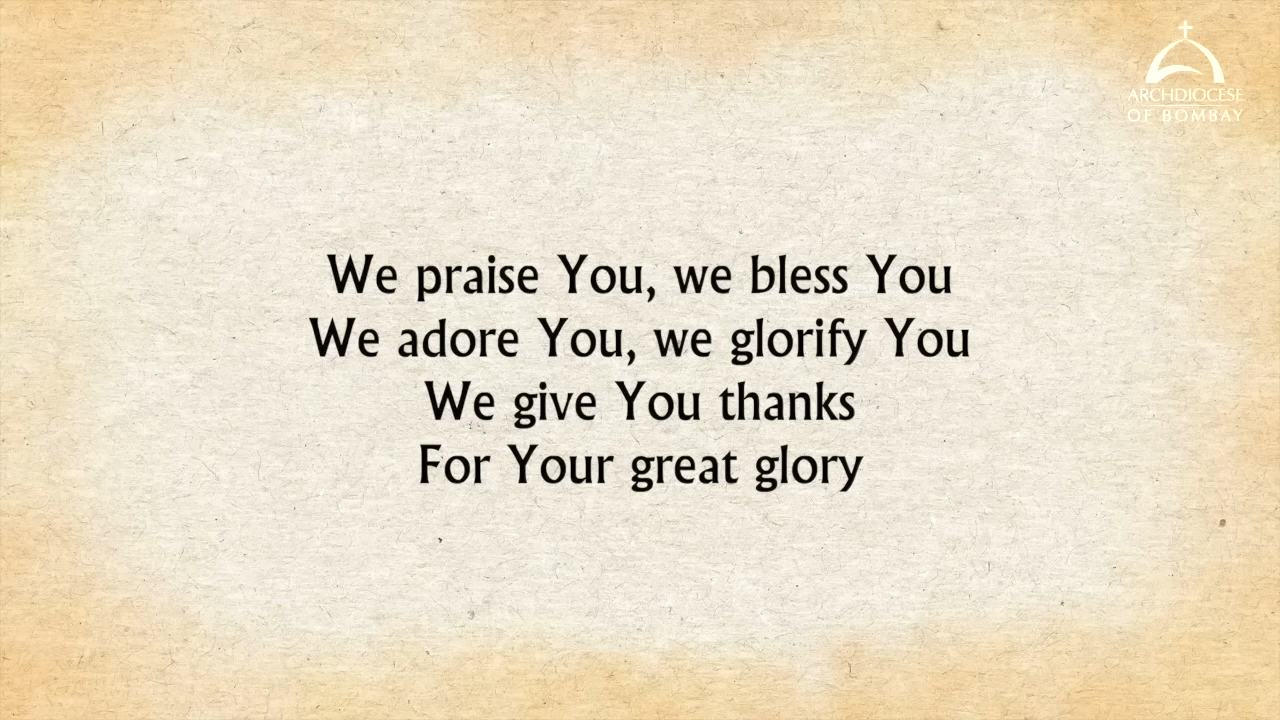 ARCHDIOCESE
OF BOMBAY
We praise You, we bless You
We adore You, we glorify You
We give You thanks
For Your great glory